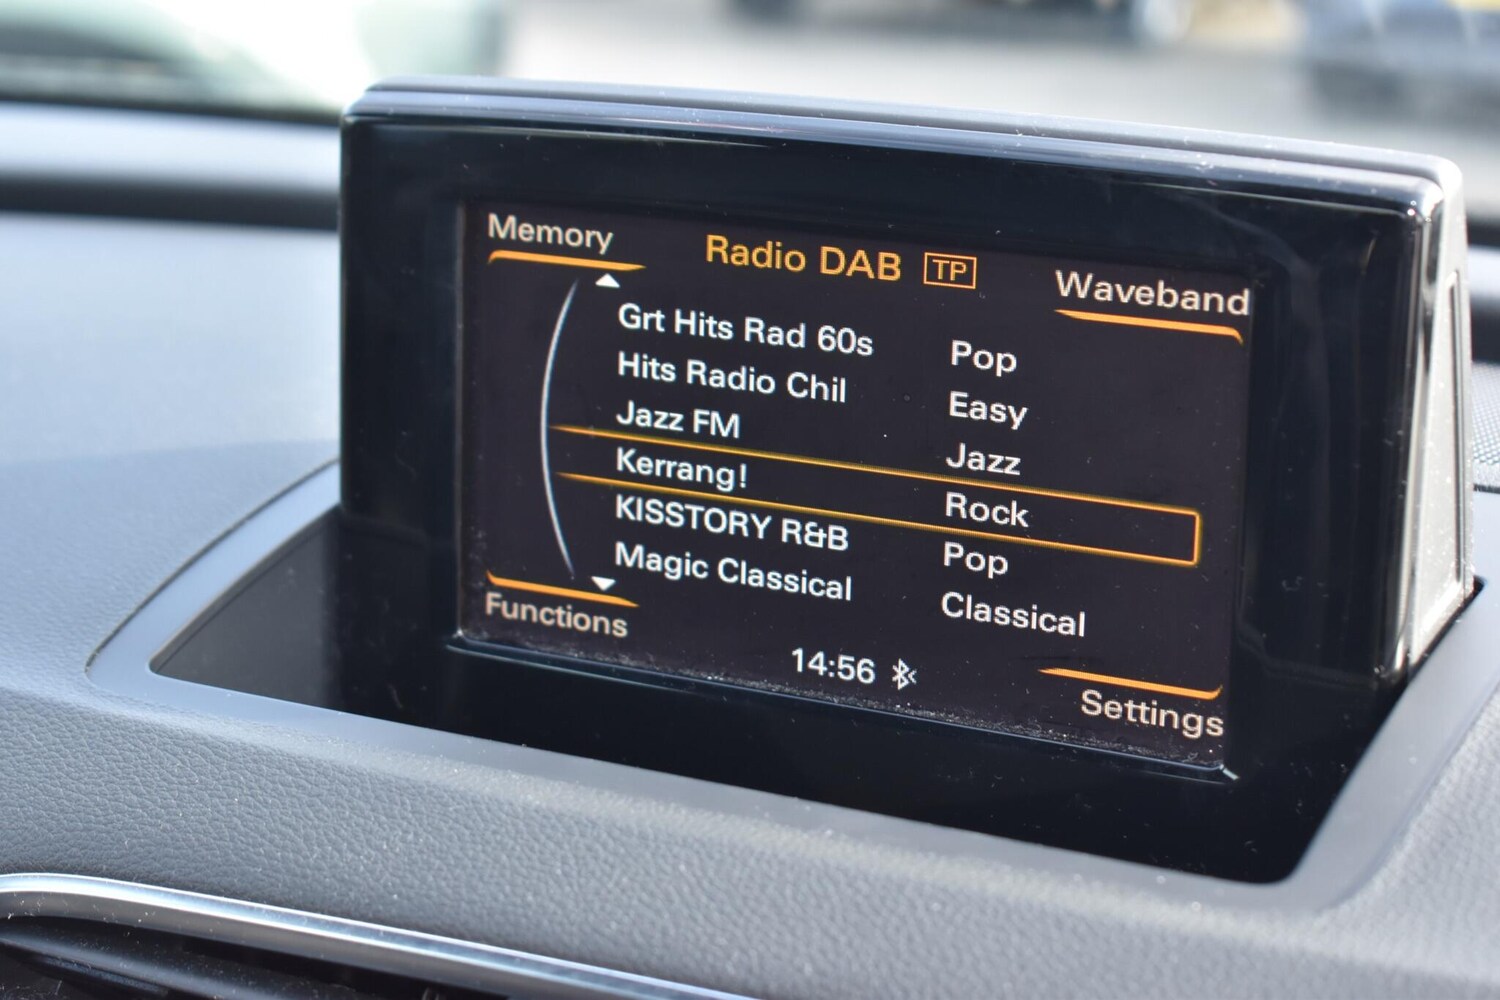 Memory
Radio DAB TP
Waveband
Grt Hits Rad 60s Pop
Hits Radio Chil Easy
Jazz FM Jazz
Kerrang! Rock
KISSTORY R&B Pop
Magic Classical Classical
Functions
14:56
Settings